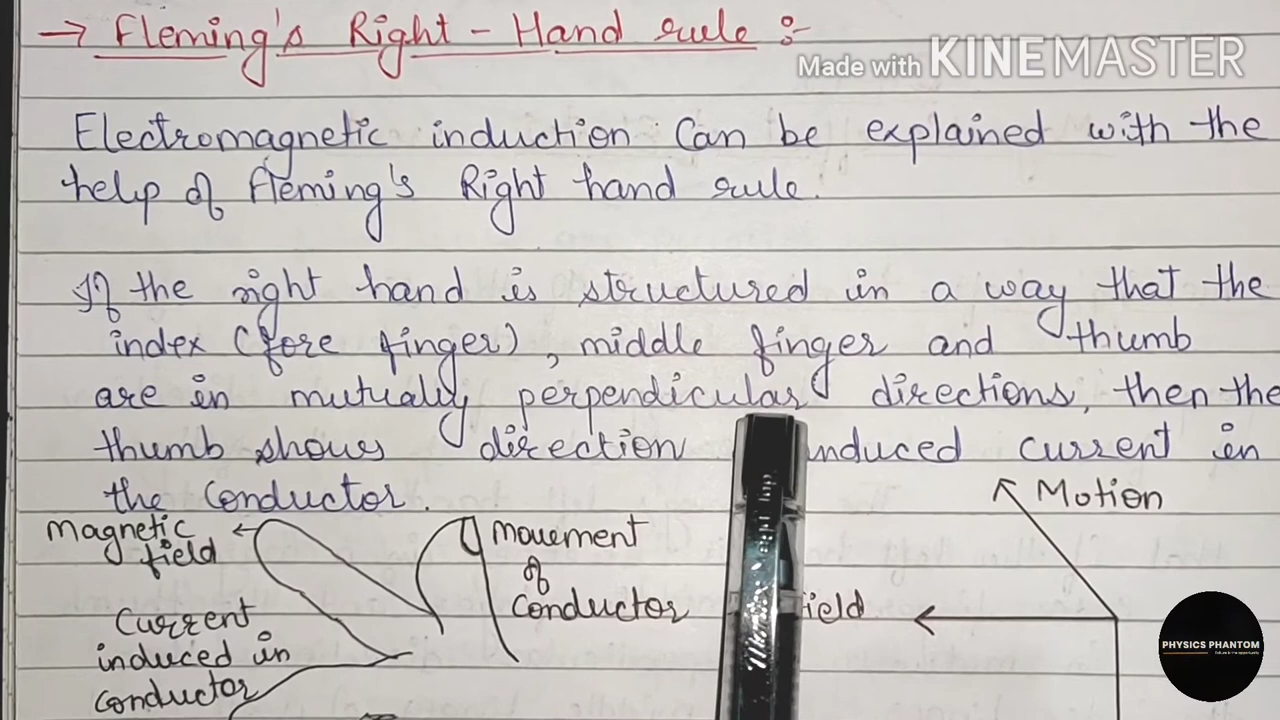 → Fleming's Right - Hand rule :-
Made with KINEMASTER
Electromagnetic induction can be explained with the
help of Fleming's Right hand rule.
If the right hand is structured in a way that the
index (fore finger), middle finger and thumb
are in mutually perpendicular directions, then the
thumb shows direction induced current in
the conductor.
Motion
Magnetic
field
Movement
of
conductor
ield
Current
induced in
conductor
PHYSICS PHANTOM